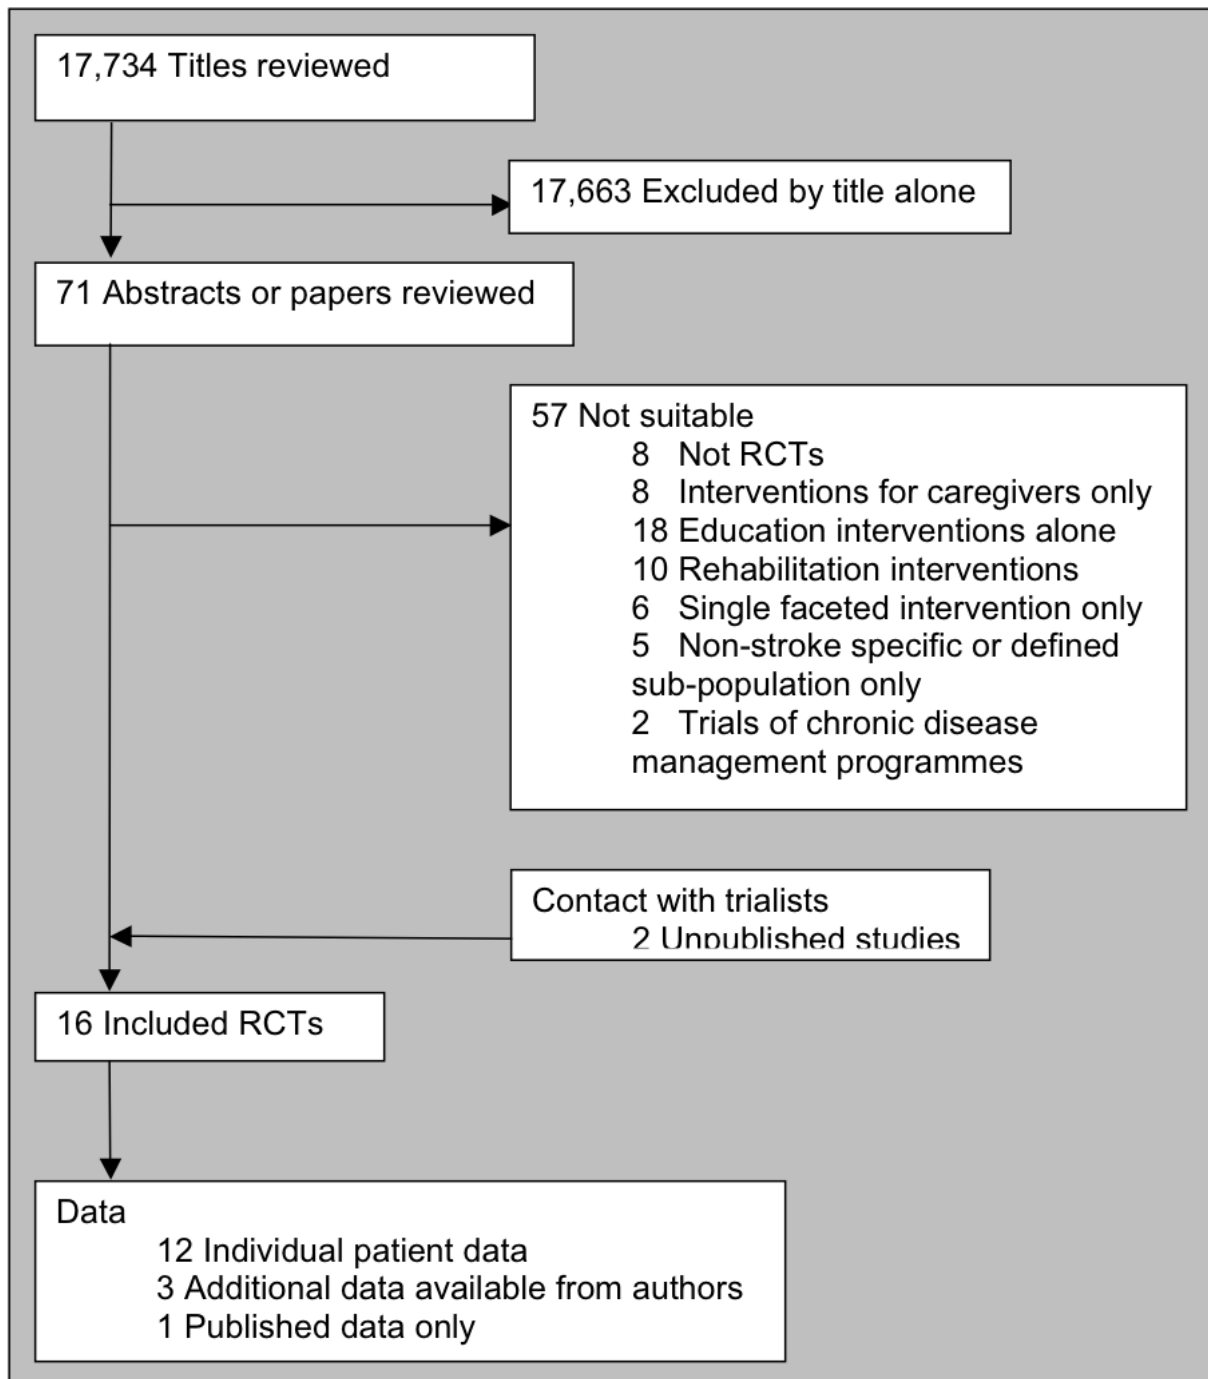 17,734 Titles reviewed
17,663 Excluded by title alone
71 Abstracts or papers reviewed
57 Not suitable
8 Not RCTs
8 Interventions for caregivers only
18 Education interventions alone
10 Rehabilitation interventions
6 Single faceted intervention only
5 Non-stroke specific or defined
sub-population only
2 Trials of chronic disease
management programmes
Contact with trialists
2 Unpublished studies
16 Included RCTs
Data
12 Individual patient data
3 Additional data available from authors
1 Published data only